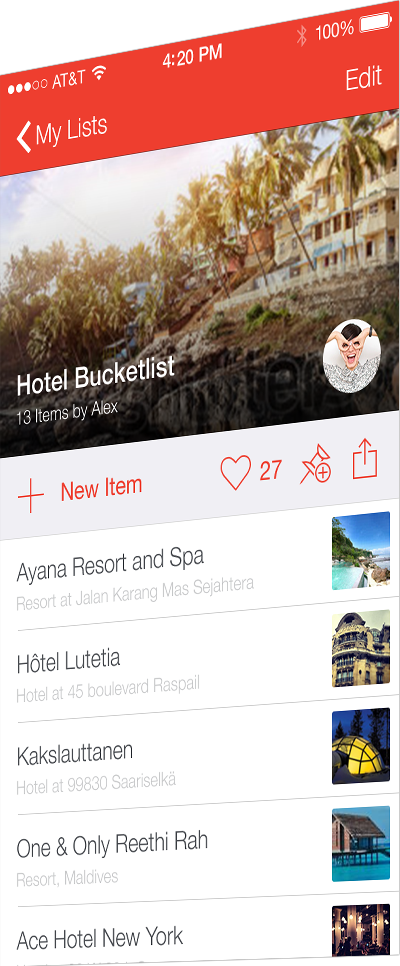 AT&T 4:20 PM 100%
My Lists Edit
Hotel Bucketlist
13 Items by Alex
New Item 27
Ayana Resort and Spa
Resort at Jalan Karang Mas Sejahtera
Hôtel Lutetia
Hotel at 45 boulevard Raspail
Kakslauttanen
Hotel at 99830 Saariselkä
One & Only Reethi Rah
Resort, Maldives
Ace Hotel New York